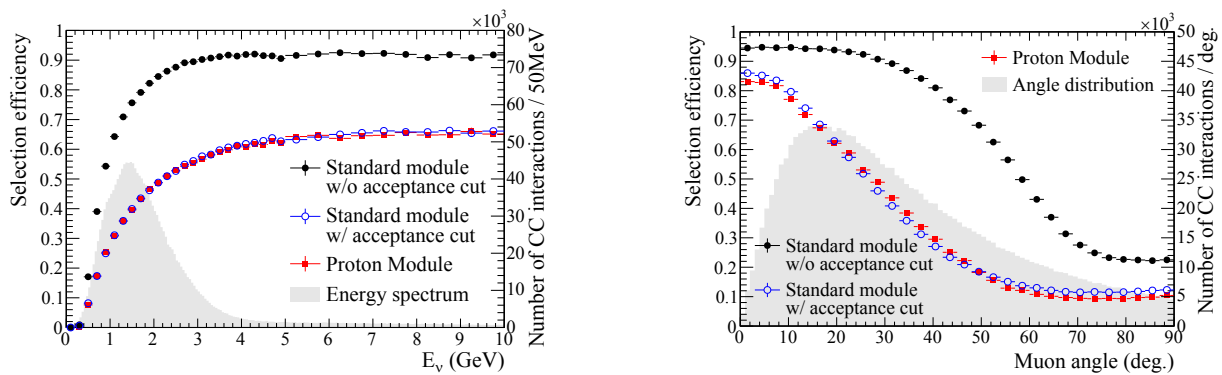 ×10³
Selection efficiency
1
0.9
0.8
0.7
0.6
0.5
0.4
0.3
0.2
0.1
0
80
70
60
50
40
30
20
10
0
Number of CC interactions / 50MeV
Standard module
w/o acceptance cut
Standard module
w/ acceptance cut
Proton Module
Energy spectrum
0 1 2 3 4 5 6 7 8 9 10
E_ν (GeV)
×10³
Selection efficiency
1
0.9
0.8
0.7
0.6
0.5
0.4
0.3
0.2
0.1
0
50
45
40
35
30
25
20
15
10
5
0
Number of CC interactions / deg.
Proton Module
Angle distribution
Standard module
w/o acceptance cut
Standard module
w/ acceptance cut
0 10 20 30 40 50 60 70 80 90
Muon angle (deg.)